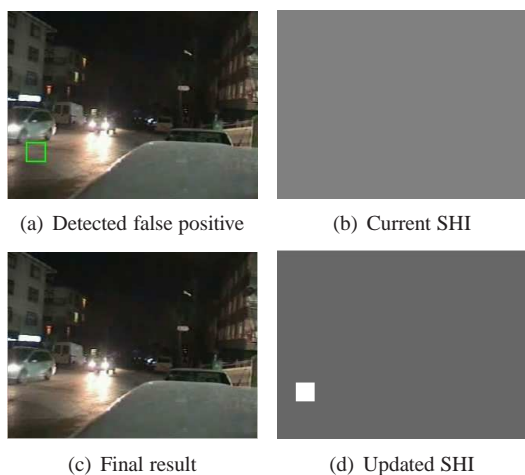 (a) Detected false positive
(b) Current SHI
(c) Final result
(d) Updated SHI